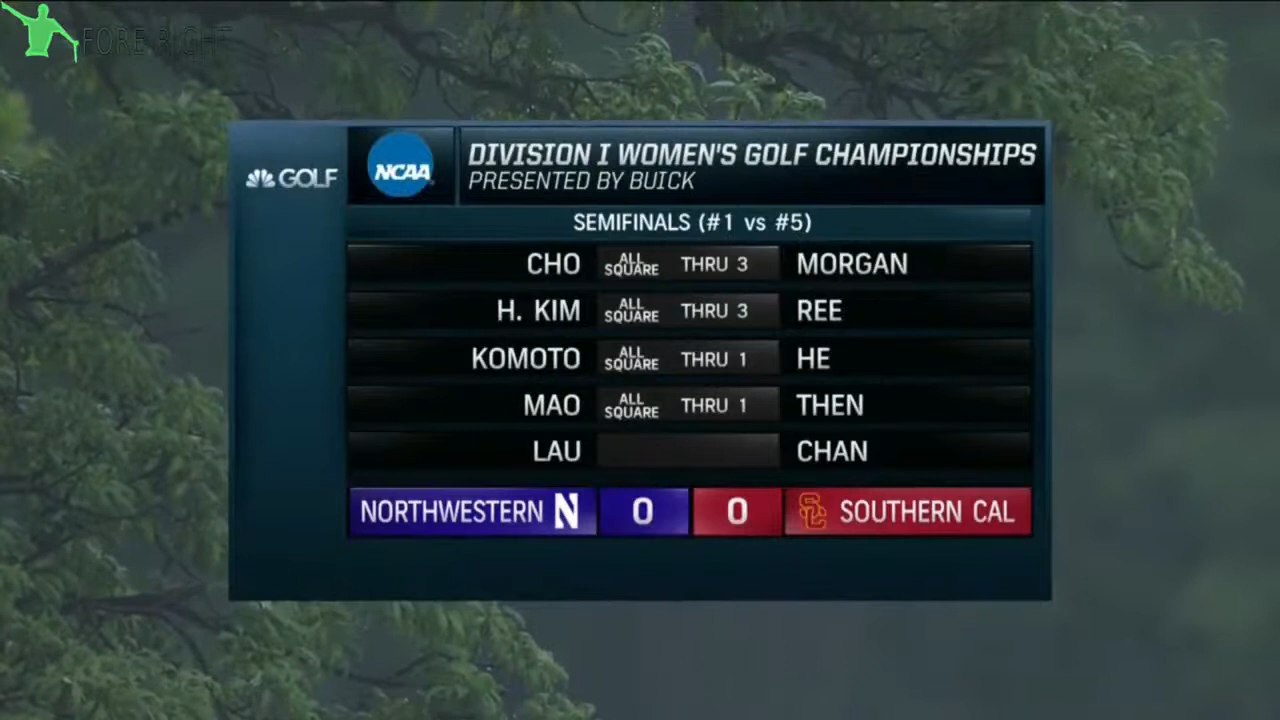 FORE RIGHT
GOLF
NCAA
DIVISION I WOMEN'S GOLF CHAMPIONSHIPS
PRESENTED BY BUICK
SEMIFINALS (#1 vs #5)
CHO ALL SQUARE THRU 3 MORGAN
H. KIM ALL SQUARE THRU 3 REE
KOMOTO ALL SQUARE THRU 1 HE
MAO ALL SQUARE THRU 1 THEN
LAU CHAN
NORTHWESTERN N 0 0 SC SOUTHERN CAL